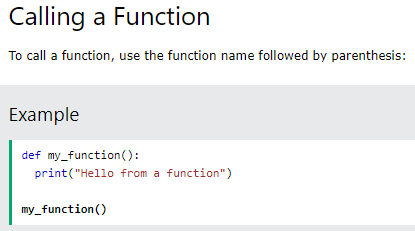 Calling a Function
To call a function, use the function name followed by parenthesis:
Example
def my_function():
  print("Hello from a function")
my_function()